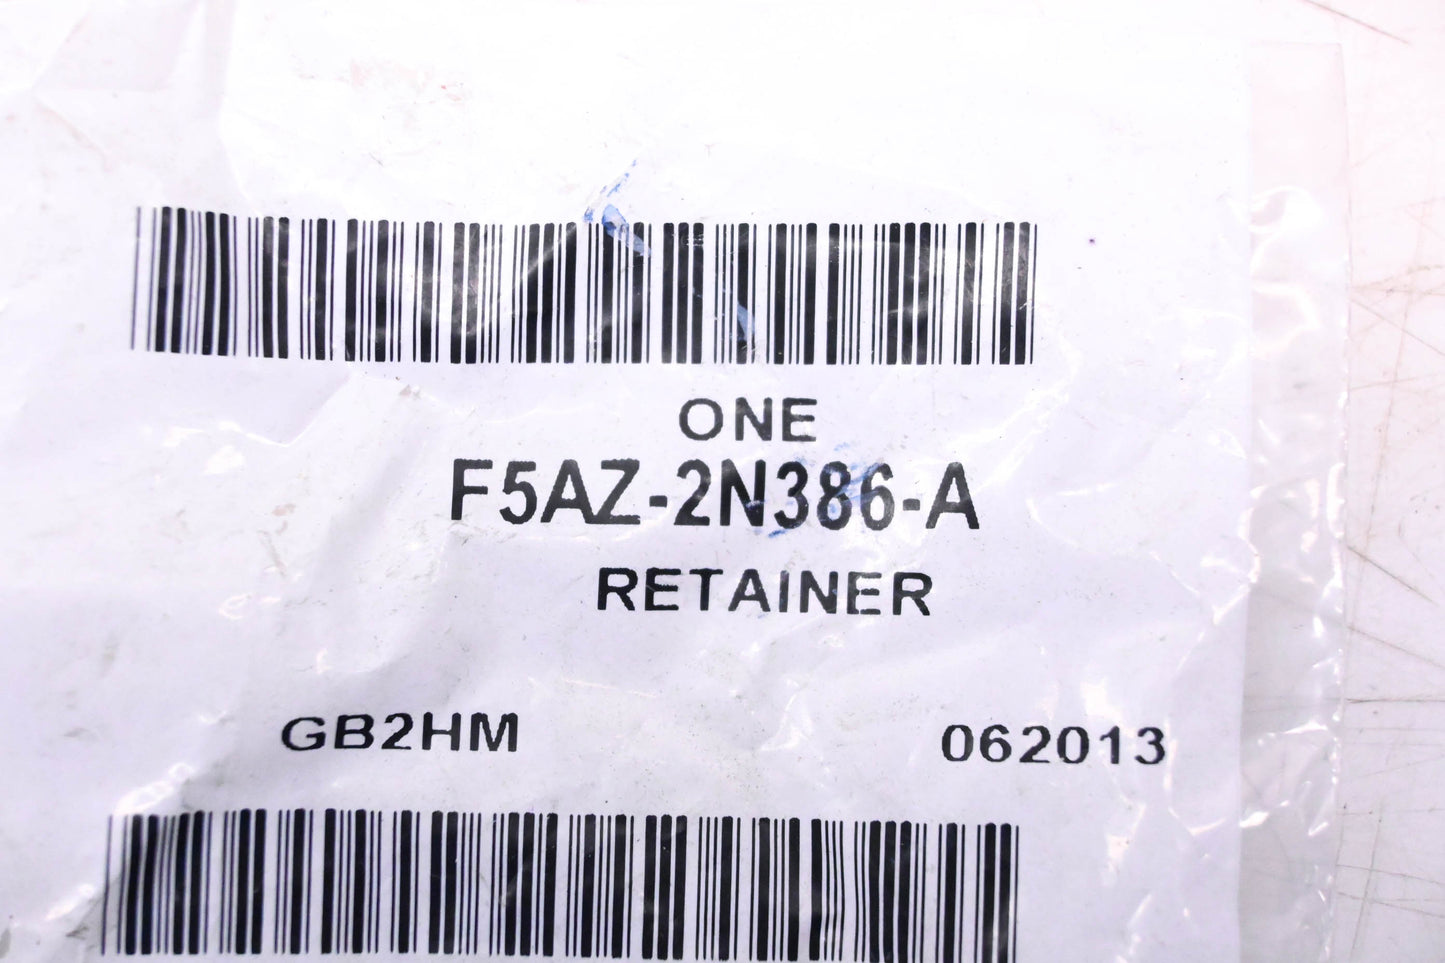 ONE
F5AZ-2N386-A
RETAINER
GB2HM 062013